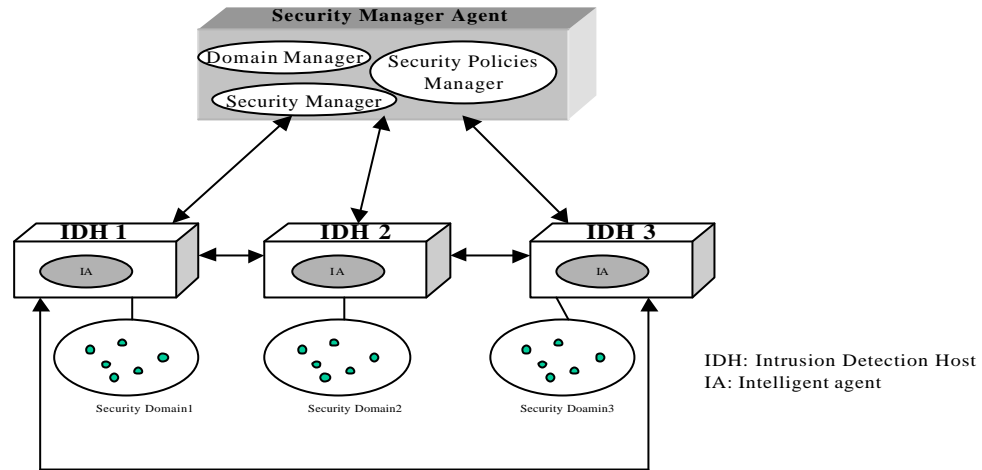 Security Manager Agent
Domain Manager
Security Policies
Manager
Security Manager
IDH 1
IDH 2
IDH 3
IA
IA
IA
Security Domain1
Security Domain2
Security Doamin3
IDH: Intrusion Detection Host
IA: Intelligent agent